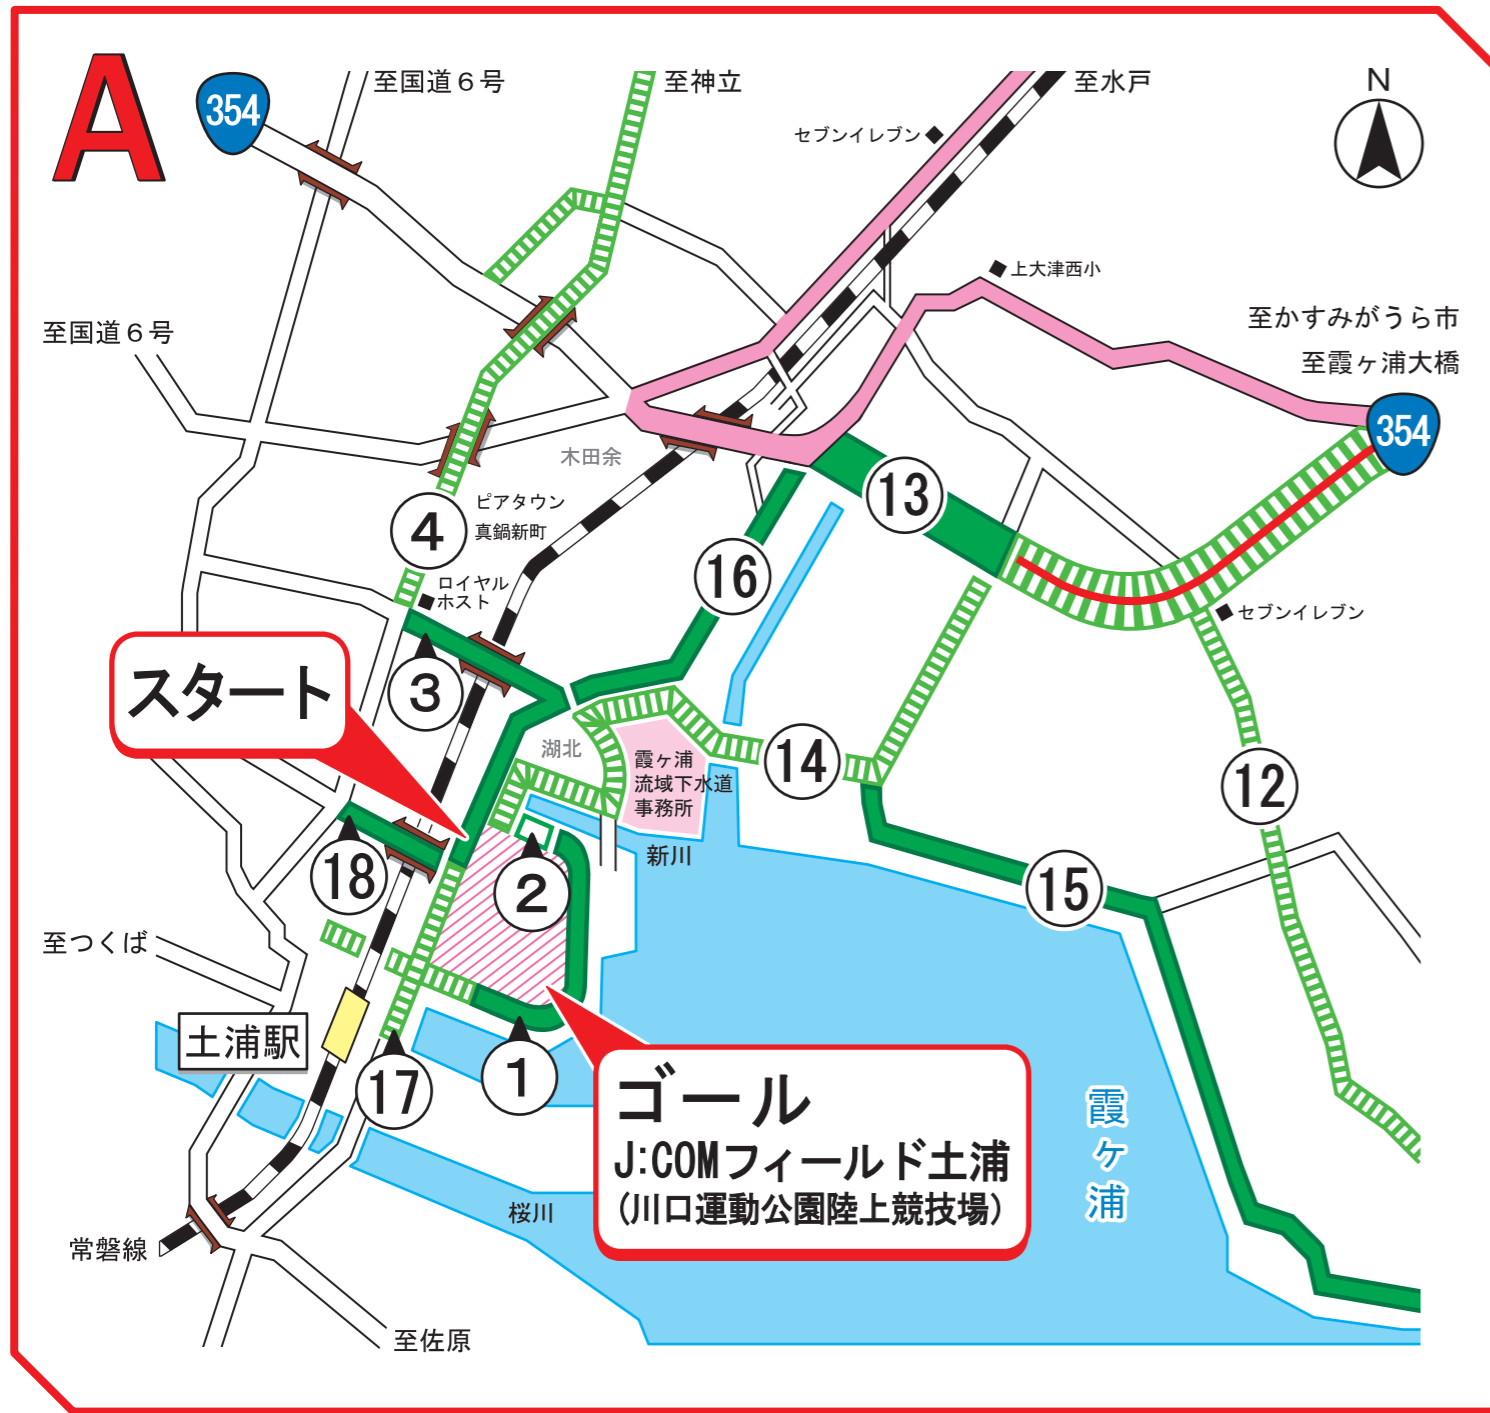 A
354
至国道６号
至神立
至水戸
N
セブンイレブン
上大津西小
至かすみがうら市
至霞ヶ浦大橋
354
至国道６号
木田余
ピアタウン
真鍋新町
4
13
16
ロイヤル
ホスト
セブンイレブン
スタート
3
湖北
霞ヶ浦
流域下水道
事務所
14
12
新川
18
2
15
至つくば
土浦駅
17
1
ゴール
J:COMフィールド土浦
(川口運動公園陸上競技場)
霞ヶ浦
桜川
常磐線
至佐原